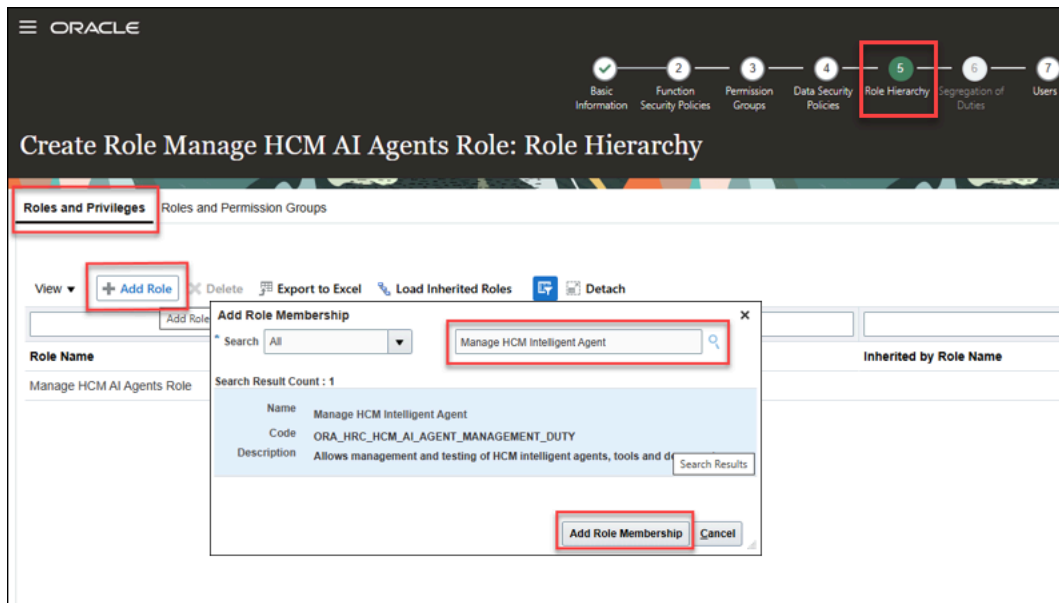 ORACLE
2 3 4 5 6 7
Basic Information
Function Security Policies
Permission Groups
Data Security Policies
Role Hierarchy
Segregation of Duties
Users
Create Role Manage HCM AI Agents Role: Role Hierarchy
Roles and Privileges Roles and Permission Groups
View Add Role Delete Export to Excel Load Inherited Roles Detach
Add Role
Add Role Membership
* Search All Manage HCM Intelligent Agent
Role Name Inherited by Role Name
Manage HCM AI Agents Role
Search Result Count : 1
Name Manage HCM Intelligent Agent
Code ORA_HRC_HCM_AI_AGENT_MANAGEMENT_DUTY
Description Allows management and testing of HCM intelligent agents, tools and
Search Results
Add Role Membership Cancel